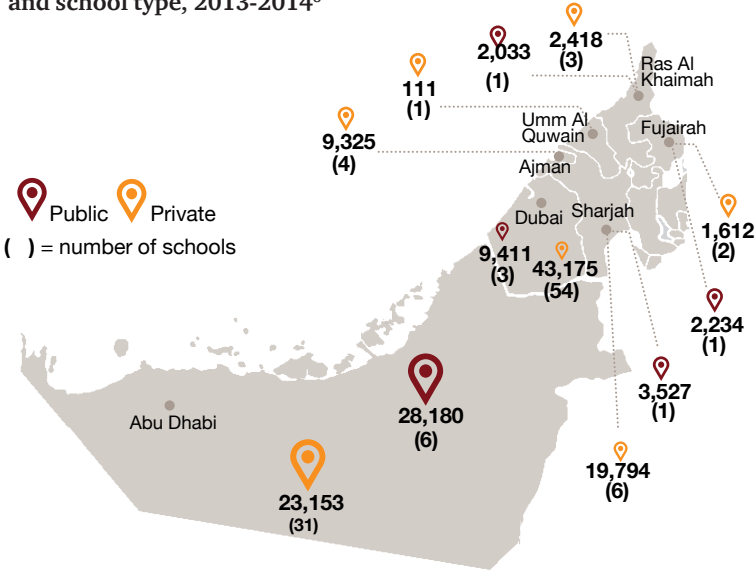 and school type, 2013-2014⁶
2,418
(3)
2,033
(1)
Ras Al
Khaimah
111
(1)
Umm Al
Quwain
Fujairah
9,325
(4)
Ajman
Public Private
( ) = number of schools
Dubai
Sharjah
1,612
(2)
9,411
(3)
43,175
(54)
2,234
(1)
3,527
(1)
Abu Dhabi
28,180
(6)
19,794
(6)
23,153
(31)